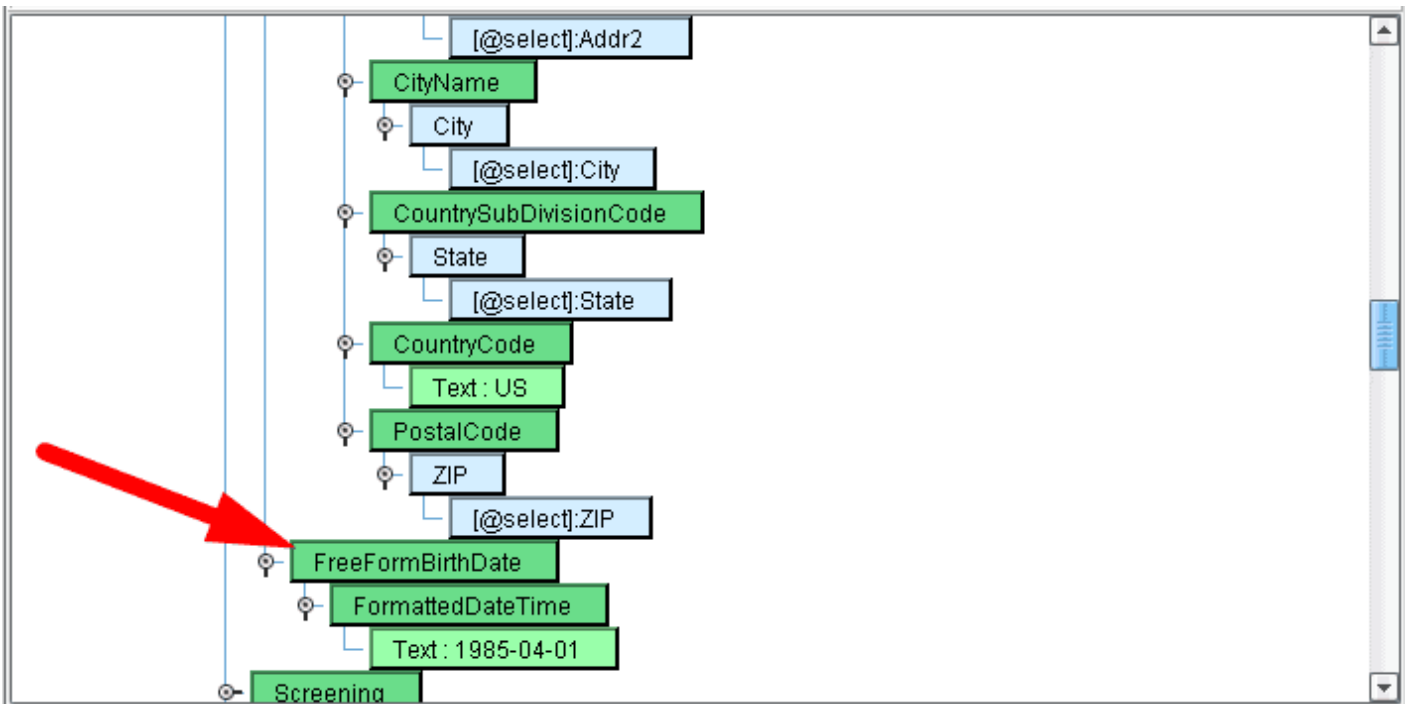 [@select]:Addr2
CityName
City
[@select]:City
CountrySubDivisionCode
State
[@select]:State
CountryCode
Text : US
PostalCode
ZIP
[@select]:ZIP
FreeFormBirthDate
FormattedDateTime
Text : 1985-04-01
Screening